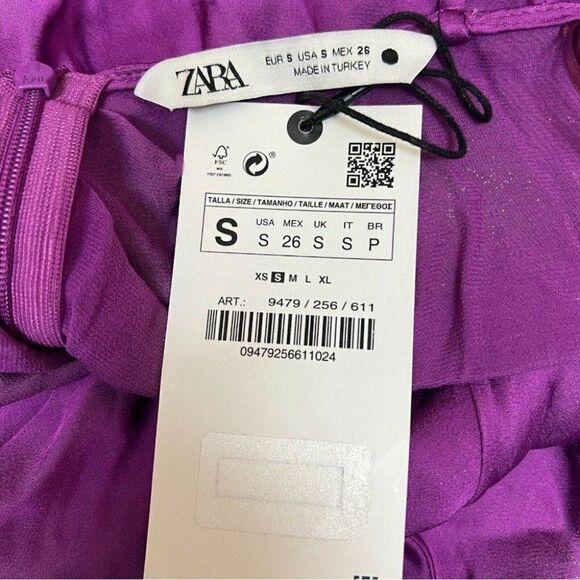 ZARA
EUR S USA S MEX 26
MADE IN TURKEY
FSC
MIX
TALLA / SIZE / TAMANHO / TAILLE / MAAT / ΜΕΓΕΘΟΣ
S
USA MEX UK IT BR
S 26 S S P
XS S M L XL
ART.: 9479 / 256 / 611
09479256611024